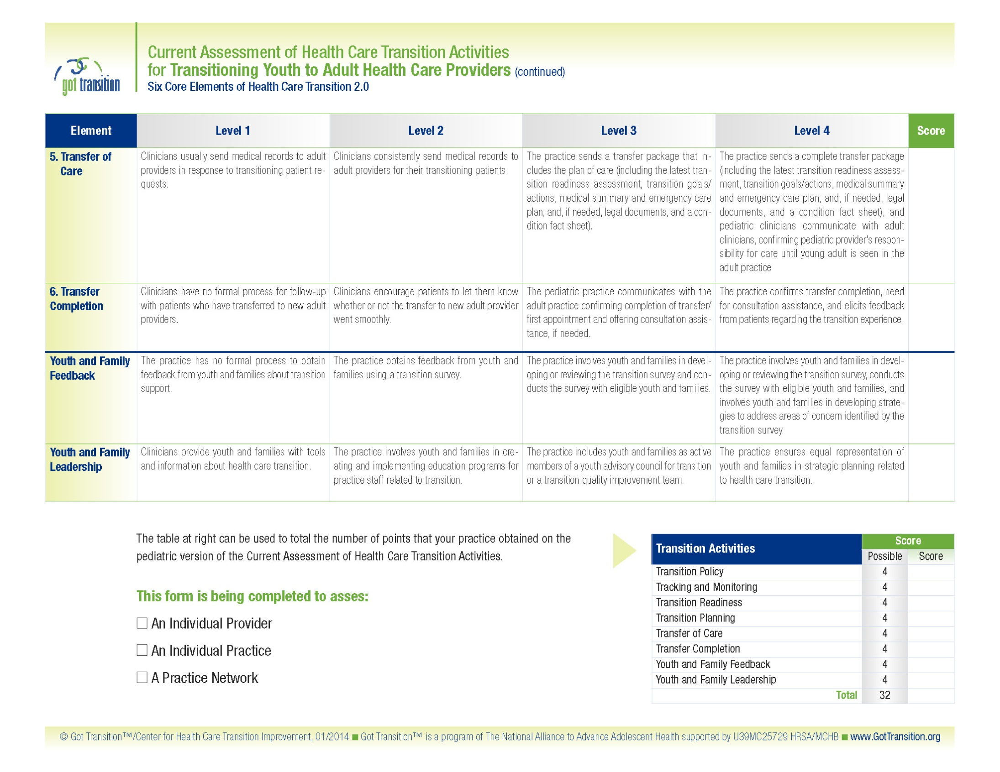 got transition
Current Assessment of Health Care Transition Activities
for Transitioning Youth to Adult Health Care Providers (continued)
Six Core Elements of Health Care Transition 2.0
Element
Level 1
Level 2
Level 3
Level 4
Score
5. Transfer of
Care
Clinicians usually send medical records to adult
providers in response to transitioning patient re-
quests.
Clinicians consistently send medical records to
adult providers for their transitioning patients.
The practice sends a transfer package that in-
cludes the plan of care (including the latest tran-
sition readiness assessment, transition goals/
actions, medical summary and emergency care
plan, and, if needed, legal documents, and a con-
dition fact sheet).
The practice sends a complete transfer package
(including the latest transition readiness assess-
ment, transition goals/actions, medical summary
and emergency care plan, and, if needed, legal
documents, and a condition fact sheet), and
pediatric clinicians communicate with adult
clinicians, confirming pediatric provider's respon-
sibility for care until young adult is seen in the
adult practice
6. Transfer
Completion
Clinicians have no formal process for follow-up
with patients who have transferred to new adult
providers.
Clinicians encourage patients to let them know
whether or not the transfer to new adult provider
went smoothly.
The pediatric practice communicates with the
adult practice confirming completion of transfer/
first appointment and offering consultation assis-
tance, if needed.
The practice confirms transfer completion, need
for consultation assistance, and elicits feedback
from patients regarding the transition experience.
Youth and Family
Feedback
The practice has no formal process to obtain
feedback from youth and families about transition
support.
The practice obtains feedback from youth and
families using a transition survey.
The practice involves youth and families in devel-
oping or reviewing the transition survey and con-
ducts the survey with eligible youth and families.
The practice involves youth and families in devel-
oping or reviewing the transition survey, conducts
the survey with eligible youth and families, and
involves youth and families in developing strate-
gies to address areas of concern identified by the
transition survey.
Youth and Family
Leadership
Clinicians provide youth and families with tools
and information about health care transition.
The practice involves youth and families in cre-
ating and implementing education programs for
practice staff related to transition.
The practice includes youth and families as active
members of a youth advisory council for transition
or a transition quality improvement team.
The practice ensures equal representation of
youth and families in strategic planning related
to health care transition.
The table at right can be used to total the number of points that your practice obtained on the
pediatric version of the Current Assessment of Health Care Transition Activities.
This form is being completed to asses:
An Individual Provider
An Individual Practice
A Practice Network
Transition Activities
Score
Possible Score
Transition Policy 4
Tracking and Monitoring 4
Transition Readiness 4
Transition Planning 4
Transfer of Care 4
Transfer Completion 4
Youth and Family Feedback 4
Youth and Family Leadership 4
Total 32
© Got Transition™/Center for Health Care Transition Improvement, 01/2014 ■ Got Transition™ is a program of The National Alliance to Advance Adolescent Health supported by U39MC25729 HRSA/MCHB ■ www.GotTransition.org